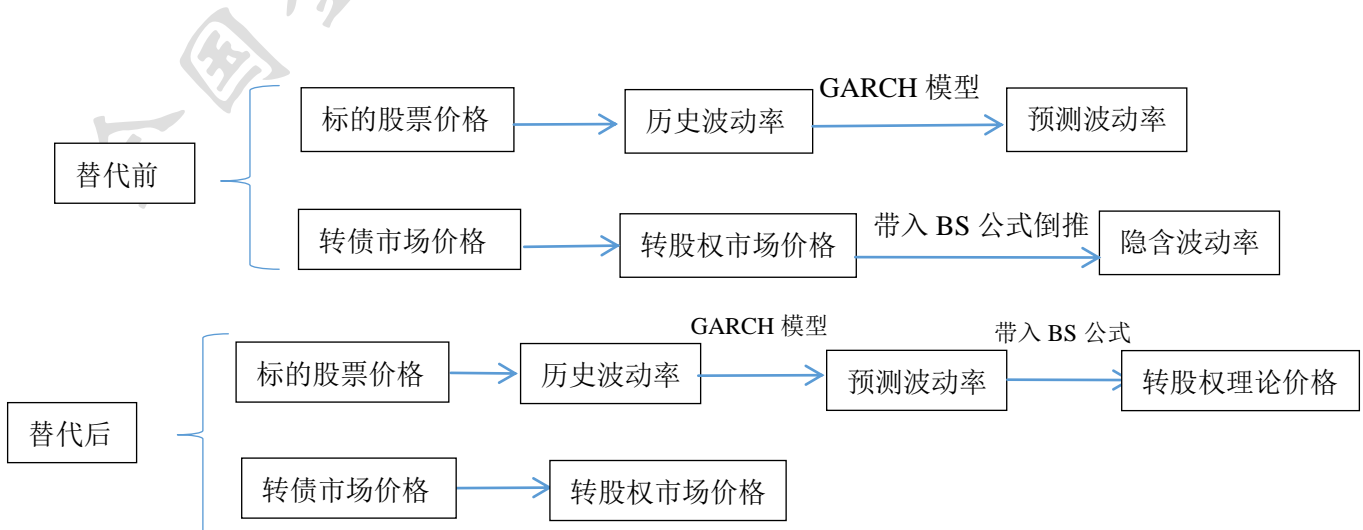 GARCH 模型
标的股票价格
历史波动率
预测波动率
替代前
带入 BS 公式倒推
转债市场价格
转股权市场价格
隐含波动率
GARCH 模型
带入 BS 公式
标的股票价格
历史波动率
预测波动率
转股权理论价格
替代后
转债市场价格
转股权市场价格